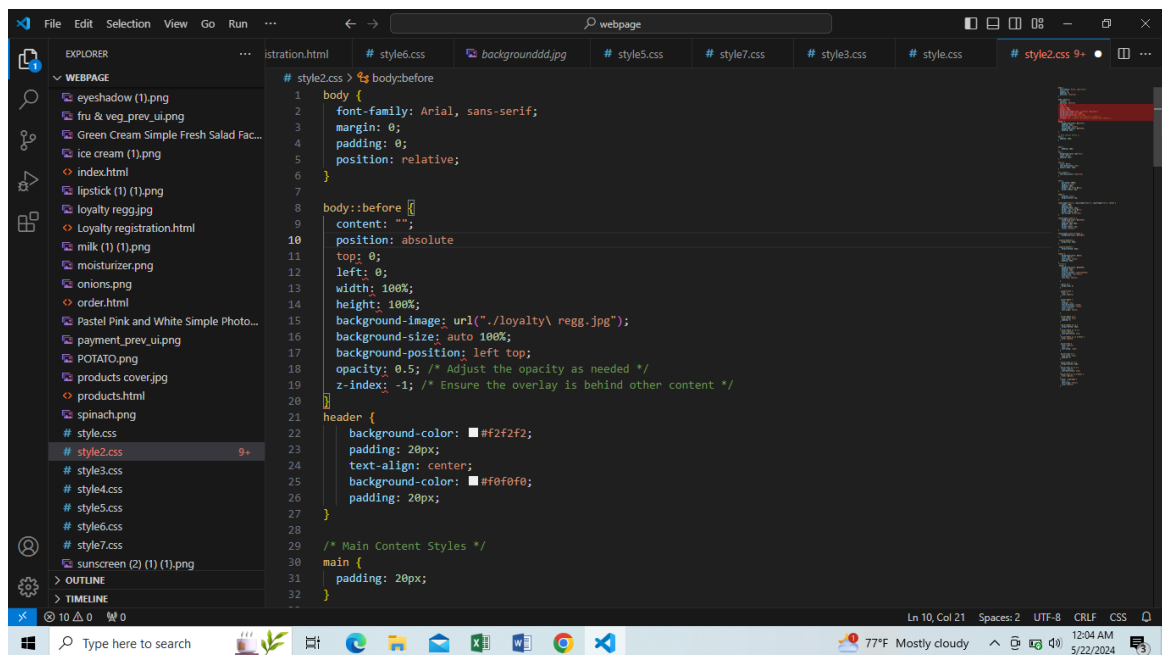 File Edit Selection View Go Run ··· webpage
EXPLORER ···
istration.html # style6.css backgrounddd.jpg # style5.css # style7.css # style3.css # style.css # style2.css 9+ ● ···
WEBPAGE
eyeshadow (1).png
fru & veg_prev_ui.png
Green Cream Simple Fresh Salad Fac...
ice cream (1).png
index.html
lipstick (1) (1).png
loyalty regg.jpg
Loyalty registration.html
milk (1) (1).png
moisturizer.png
onions.png
order.html
Pastel Pink and White Simple Photo...
payment_prev_ui.png
POTATO.png
products cover.jpg
products.html
spinach.png
# style.css
# style2.css 9+
# style3.css
# style4.css
# style5.css
# style6.css
# style7.css
sunscreen (2) (1) (1).png
OUTLINE
TIMELINE
# style2.css > body::before
1 body {
2 font-family: Arial, sans-serif;
3 margin: 0;
4 padding: 0;
5 position: relative;
6 }
7
8 body::before {
9 content: "";
10 position: absolute
11 top: 0;
12 left: 0;
13 width: 100%;
14 height: 100%;
15 background-image: url("./loyalty\ regg.jpg");
16 background-size: auto 100%;
17 background-position: left top;
18 opacity: 0.5; /* Adjust the opacity as needed */
19 z-index: -1; /* Ensure the overlay is behind other content */
20 }
21 header {
22 background-color: #f2f2f2;
23 padding: 20px;
24 text-align: center;
25 background-color: #f0f0f0;
26 padding: 20px;
27 }
28
29 /* Main Content Styles */
30 main {
31 padding: 20px;
32 }
10 0 0 Ln 10, Col 21 Spaces: 2 UTF-8 CRLF CSS
Type here to search 77°F Mostly cloudy 12:04 AM
5/22/2024